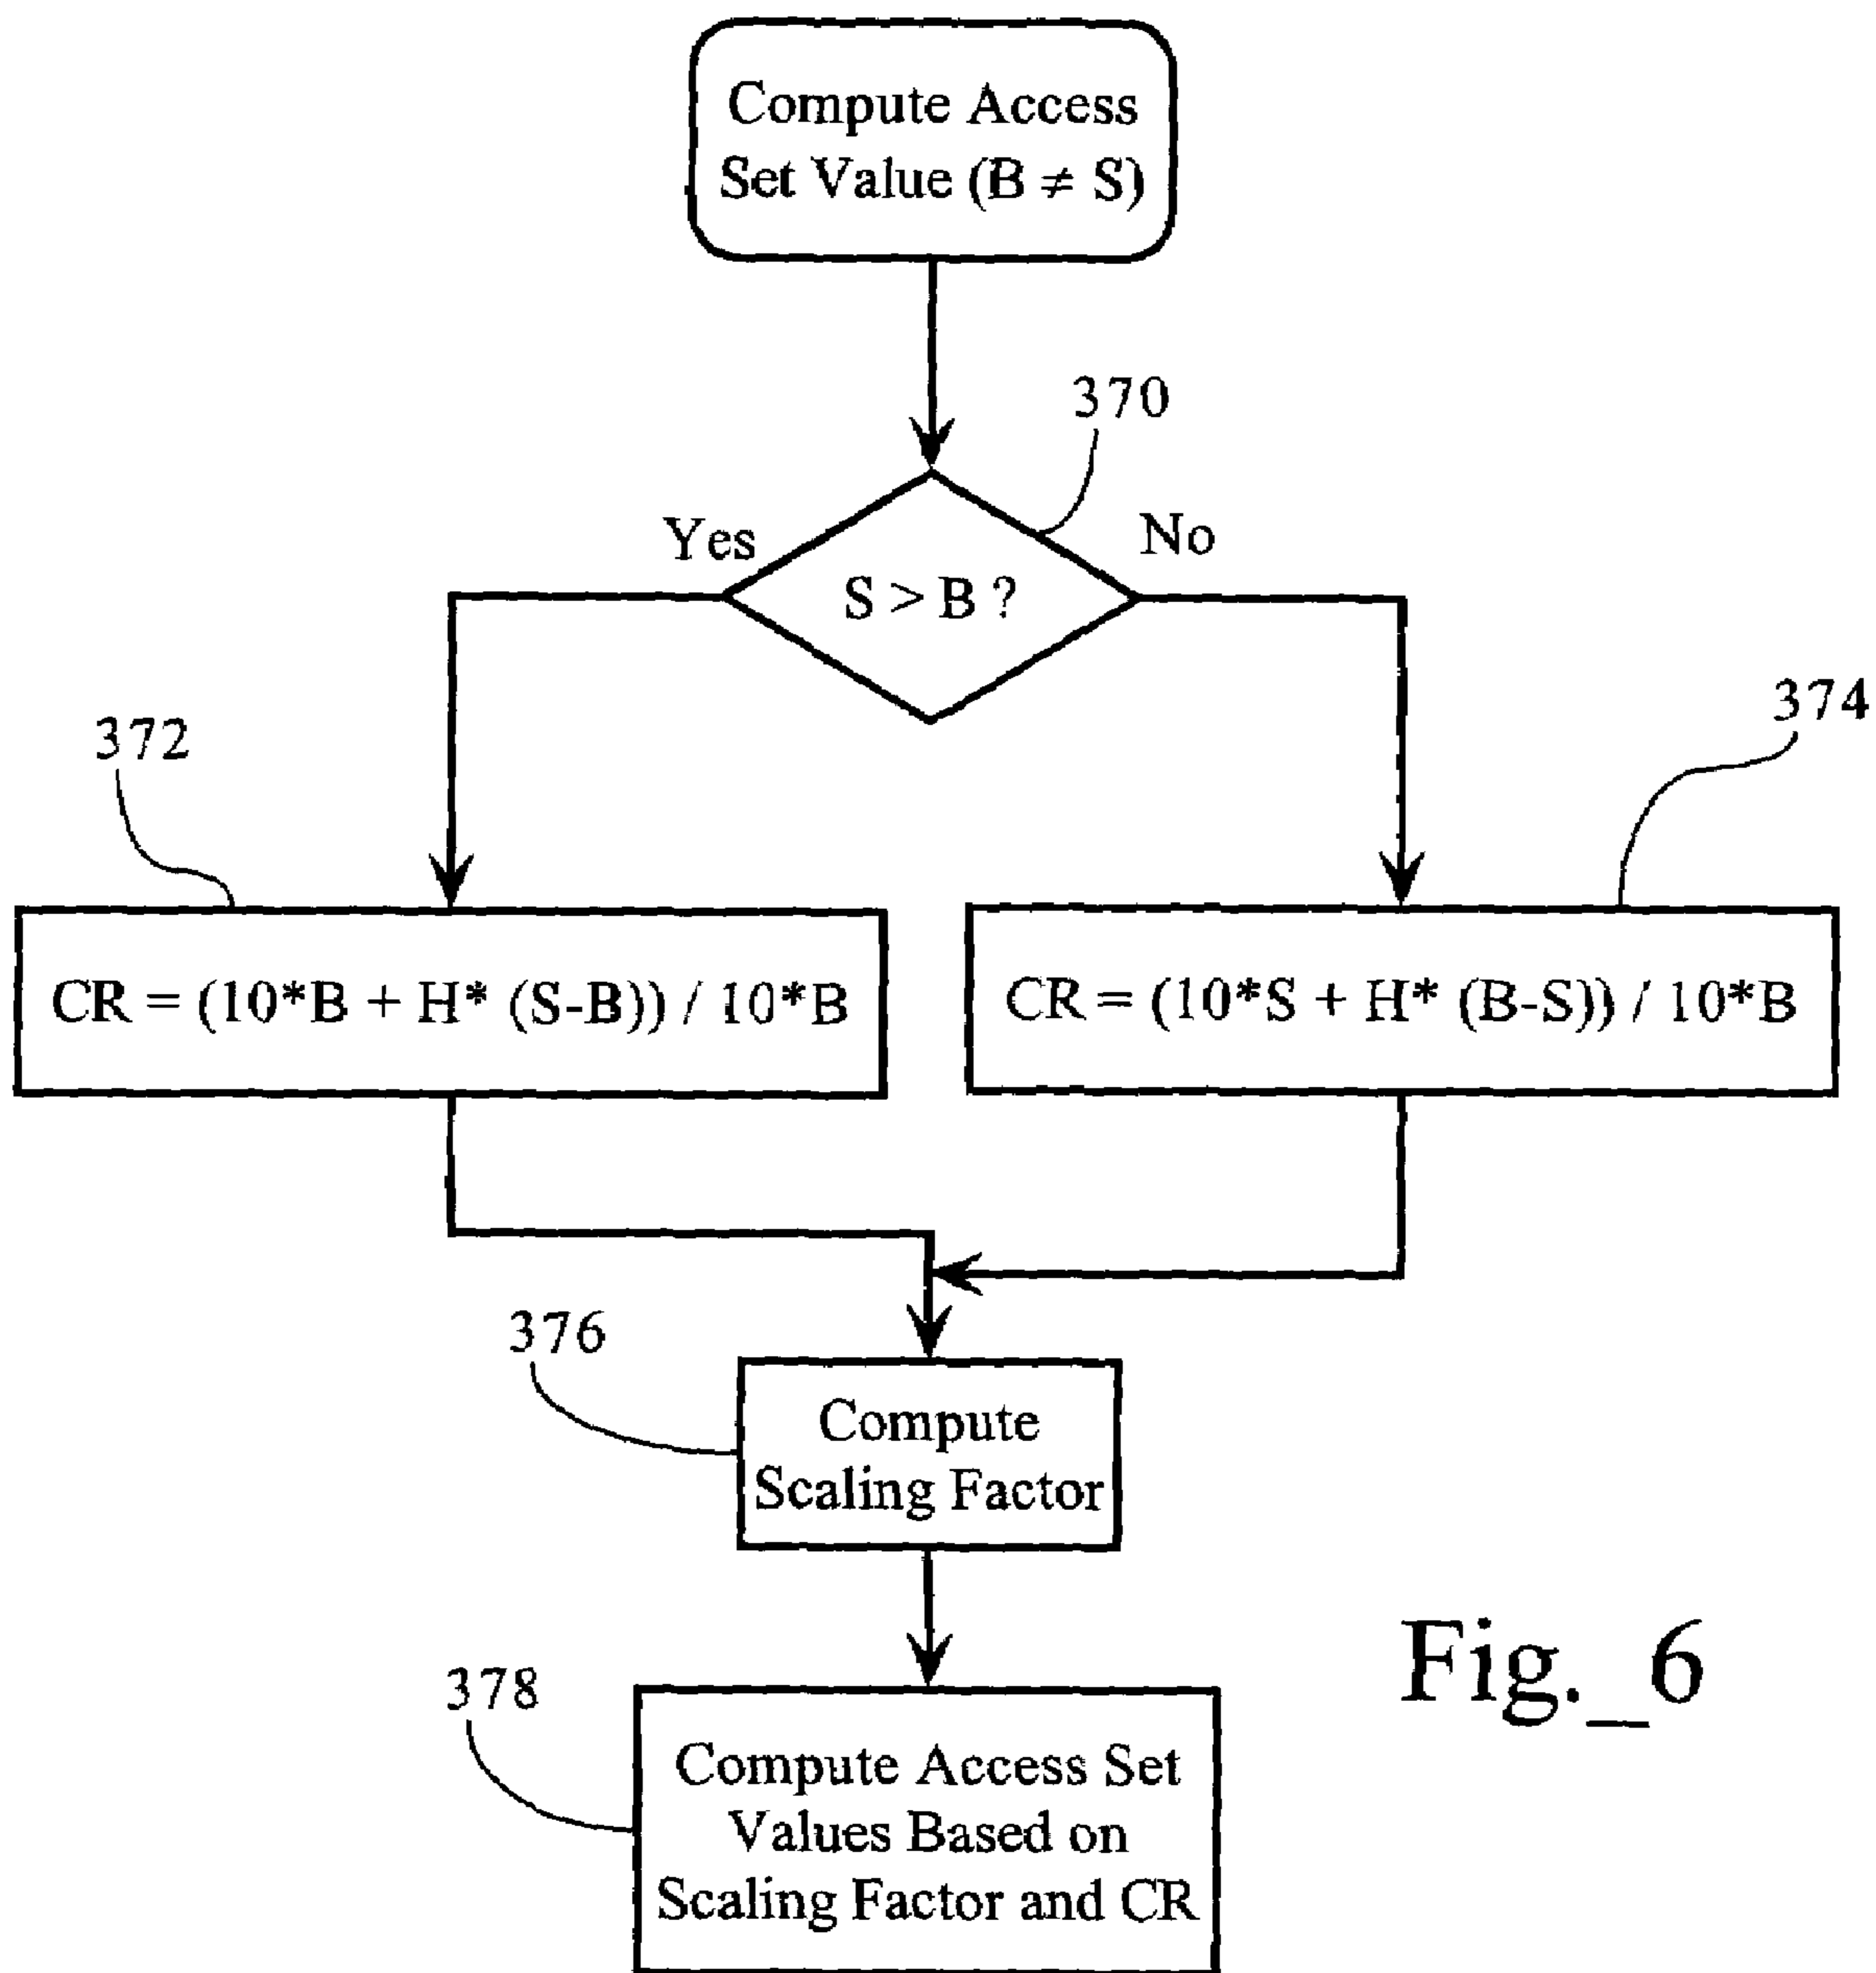 Compute Access
Set Value (B ≠ S)
370
Yes
No
S > B ?
372
374
CR = (10*B + H* (S-B)) / 10*B
CR = (10*S + H* (B-S)) / 10*B
376
Compute
Scaling Factor
378
Compute Access Set
Values Based on
Scaling Factor and CR
Fig._6